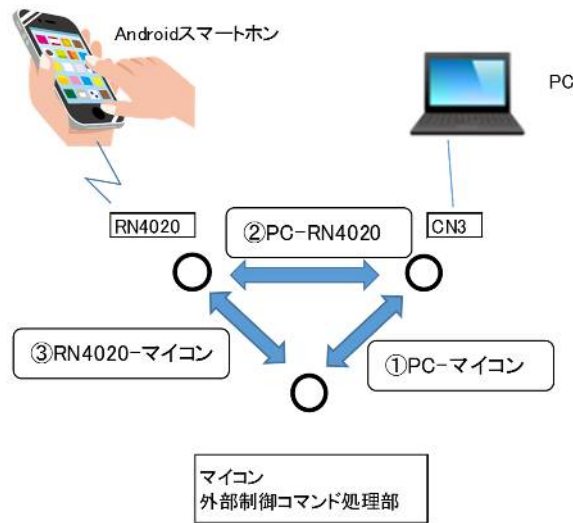 Androidスマートホン
PC
RN4020
②PC-RN4020
CN3
③RN4020-マイコン
①PC-マイコン
マイコン
外部制御コマンド処理部